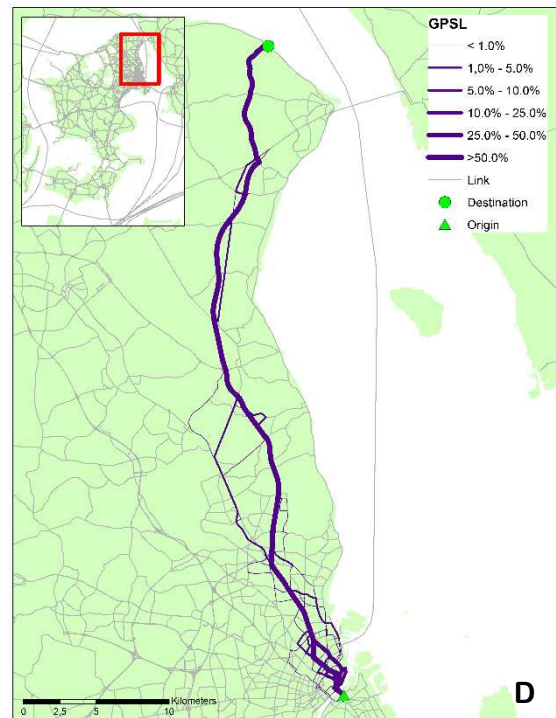 GPSL
< 1.0%
1,0% - 5.0%
5.0% - 10.0%
10.0% - 25.0%
25.0% - 50.0%
>50.0%
Link
Destination
Origin
Kilometers
0 2,5 5 10
D